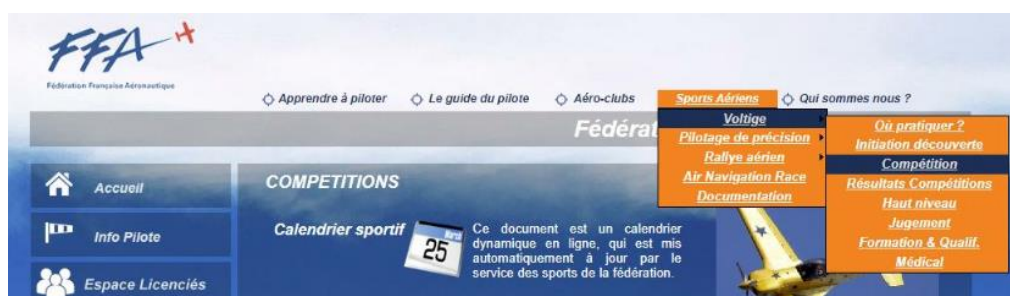 FFA
Fédération Française Aéronautique
Apprendre à piloter
Le guide du pilote
Aéro-clubs
Sports Aériens
Qui sommes nous ?
Fédérat
Voltige
Pilotage de précision
Rallye aérien
Air Navigation Race
Documentation
Où pratiquer ?
Initiation découverte
Compétition
Résultats Compétitions
Haut niveau
Jugement
Formation & Qualif.
Médical
Accueil
Info Pilote
Espace Licenciés
COMPETITIONS
Calendrier sportif
25
Ce document est un calendrier
dynamique en ligne, qui est mis
automatiquement à jour par le
service des sports de la fédération.